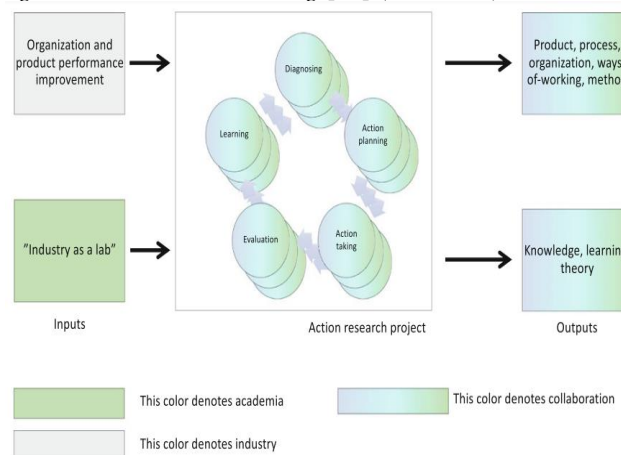 Organization and
product performance
improvement
Diagnosing
Product, process,
organization, ways
of-working, metho
Learning
Action
planning
"Industry as a lab"
Evaluation
Action
taking
Knowledge, learnin
theory
Inputs
Action research project
Outputs
This color denotes academia
This color denotes collaboration
This color denotes industry